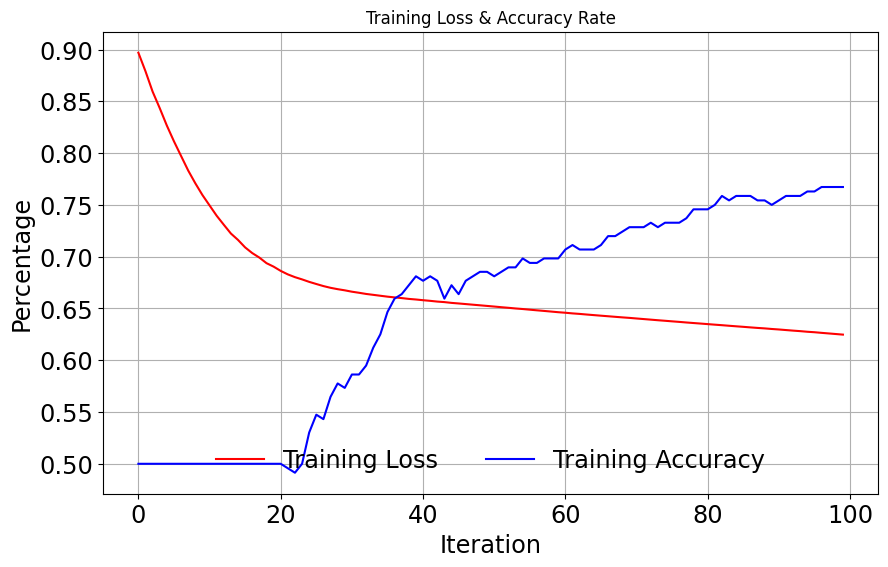 Training Loss & Accuracy Rate
0.90
0.85
0.80
0.75
0.70
0.65
0.60
0.55
0.50
Percentage
Training Loss
Training Accuracy
0 20 40 60 80 100
Iteration